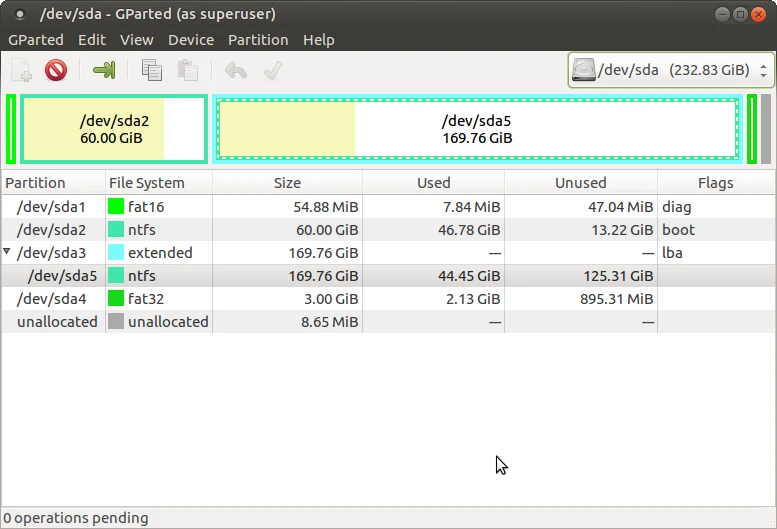 /dev/sda - GParted (as superuser)
GParted Edit View Device Partition Help
/dev/sda (232.83 GiB)
/dev/sda2
60.00 GiB
/dev/sda5
169.76 GiB
Partition File System Size Used Unused Flags
/dev/sda1 fat16 54.88 MiB 7.84 MiB 47.04 MiB diag
/dev/sda2 ntfs 60.00 GiB 46.78 GiB 13.22 GiB boot
/dev/sda3 extended 169.76 GiB --- --- lba
/dev/sda5 ntfs 169.76 GiB 44.45 GiB 125.31 GiB
/dev/sda4 fat32 3.00 GiB 2.13 GiB 895.31 MiB
unallocated unallocated 8.65 MiB --- ---
0 operations pending